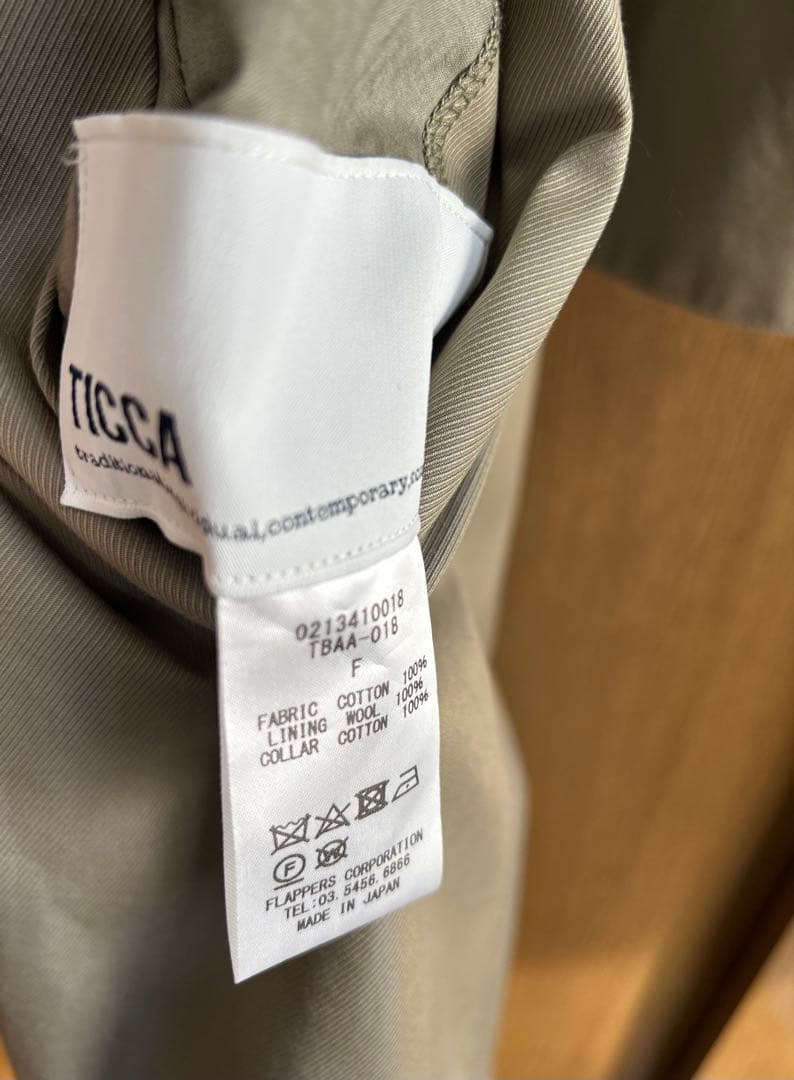 TICCA
contemporary,
0213410018
TBAA-018
F
FABRIC COTTON 100%
LINING WOOL 100%
COLLAR COTTON 100%
F
W
FLAPPERS CORPORATION
TEL:03.5456.6866
MADE IN JAPAN